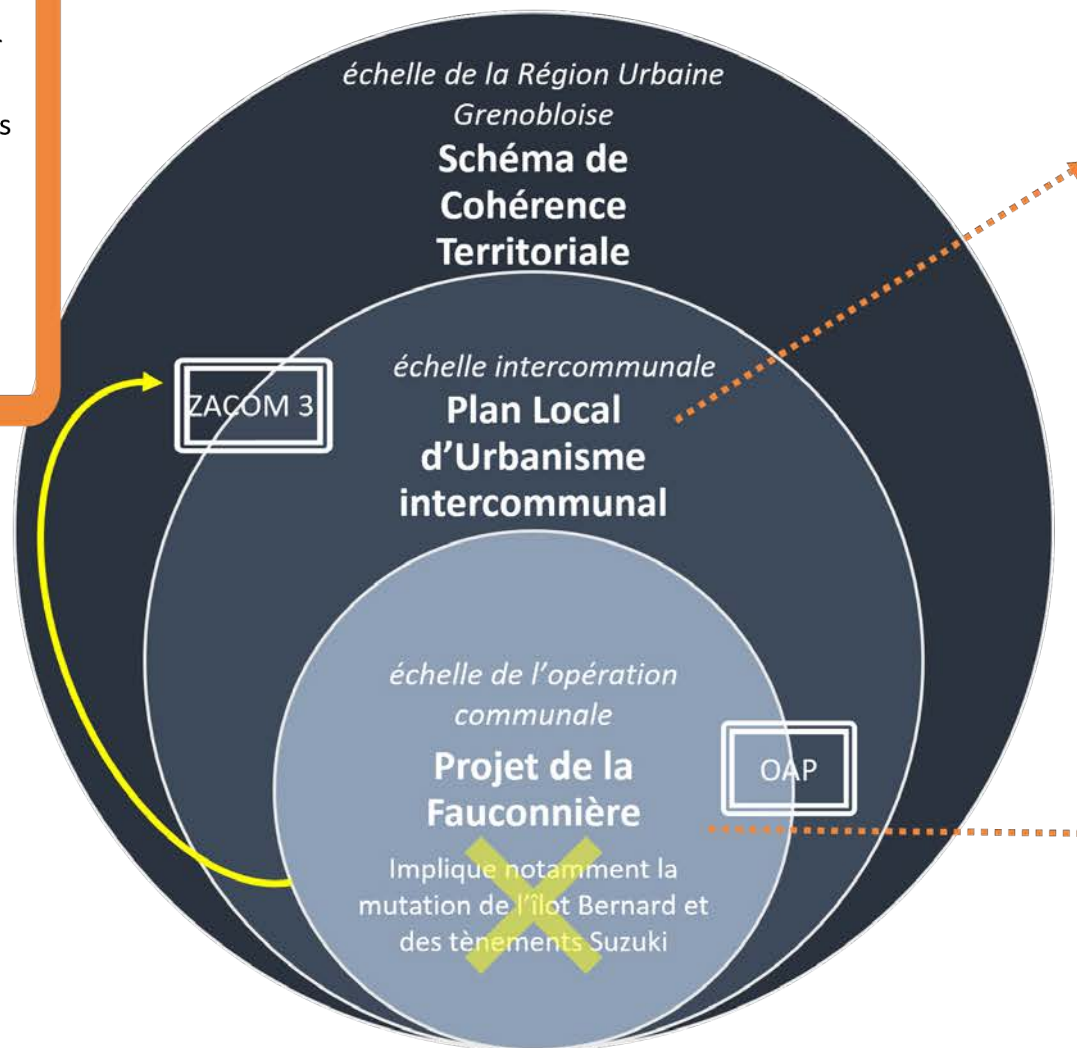 s
échelle de la Région Urbaine
Grenobloise
Schéma de
Cohérence
Territoriale
ZACOM 3
échelle intercommunale
Plan Local
d'Urbanisme
intercommunal
échelle de l'opération
communale
Projet de la
Fauconnière
OAP
Implique notamment la
mutation de l'îlot Bernard et
des tènements Suzuki